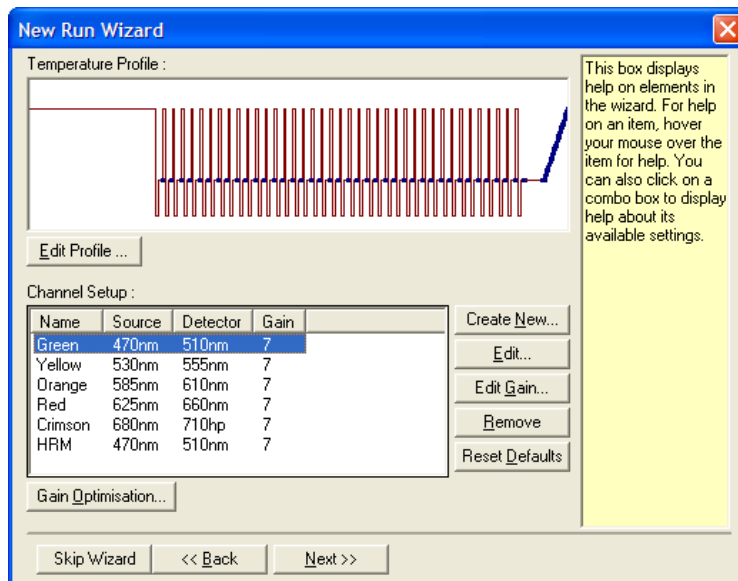 New Run Wizard
Temperature Profile :
Edit Profile ...
Channel Setup :
Name Source Detector Gain
Green 470nm 510nm 7
Yellow 530nm 555nm 7
Orange 585nm 610nm 7
Red 625nm 660nm 7
Crimson 680nm 710hp 7
HRM 470nm 510nm 7
Create New...
Edit...
Edit Gain...
Remove
Reset Defaults
Gain Optimisation...
Skip Wizard << Back Next >>
This box displays
help on elements in
the wizard. For help
on an item, hover
your mouse over the
item for help. You
can also click on a
combo box to display
help about its
available settings.